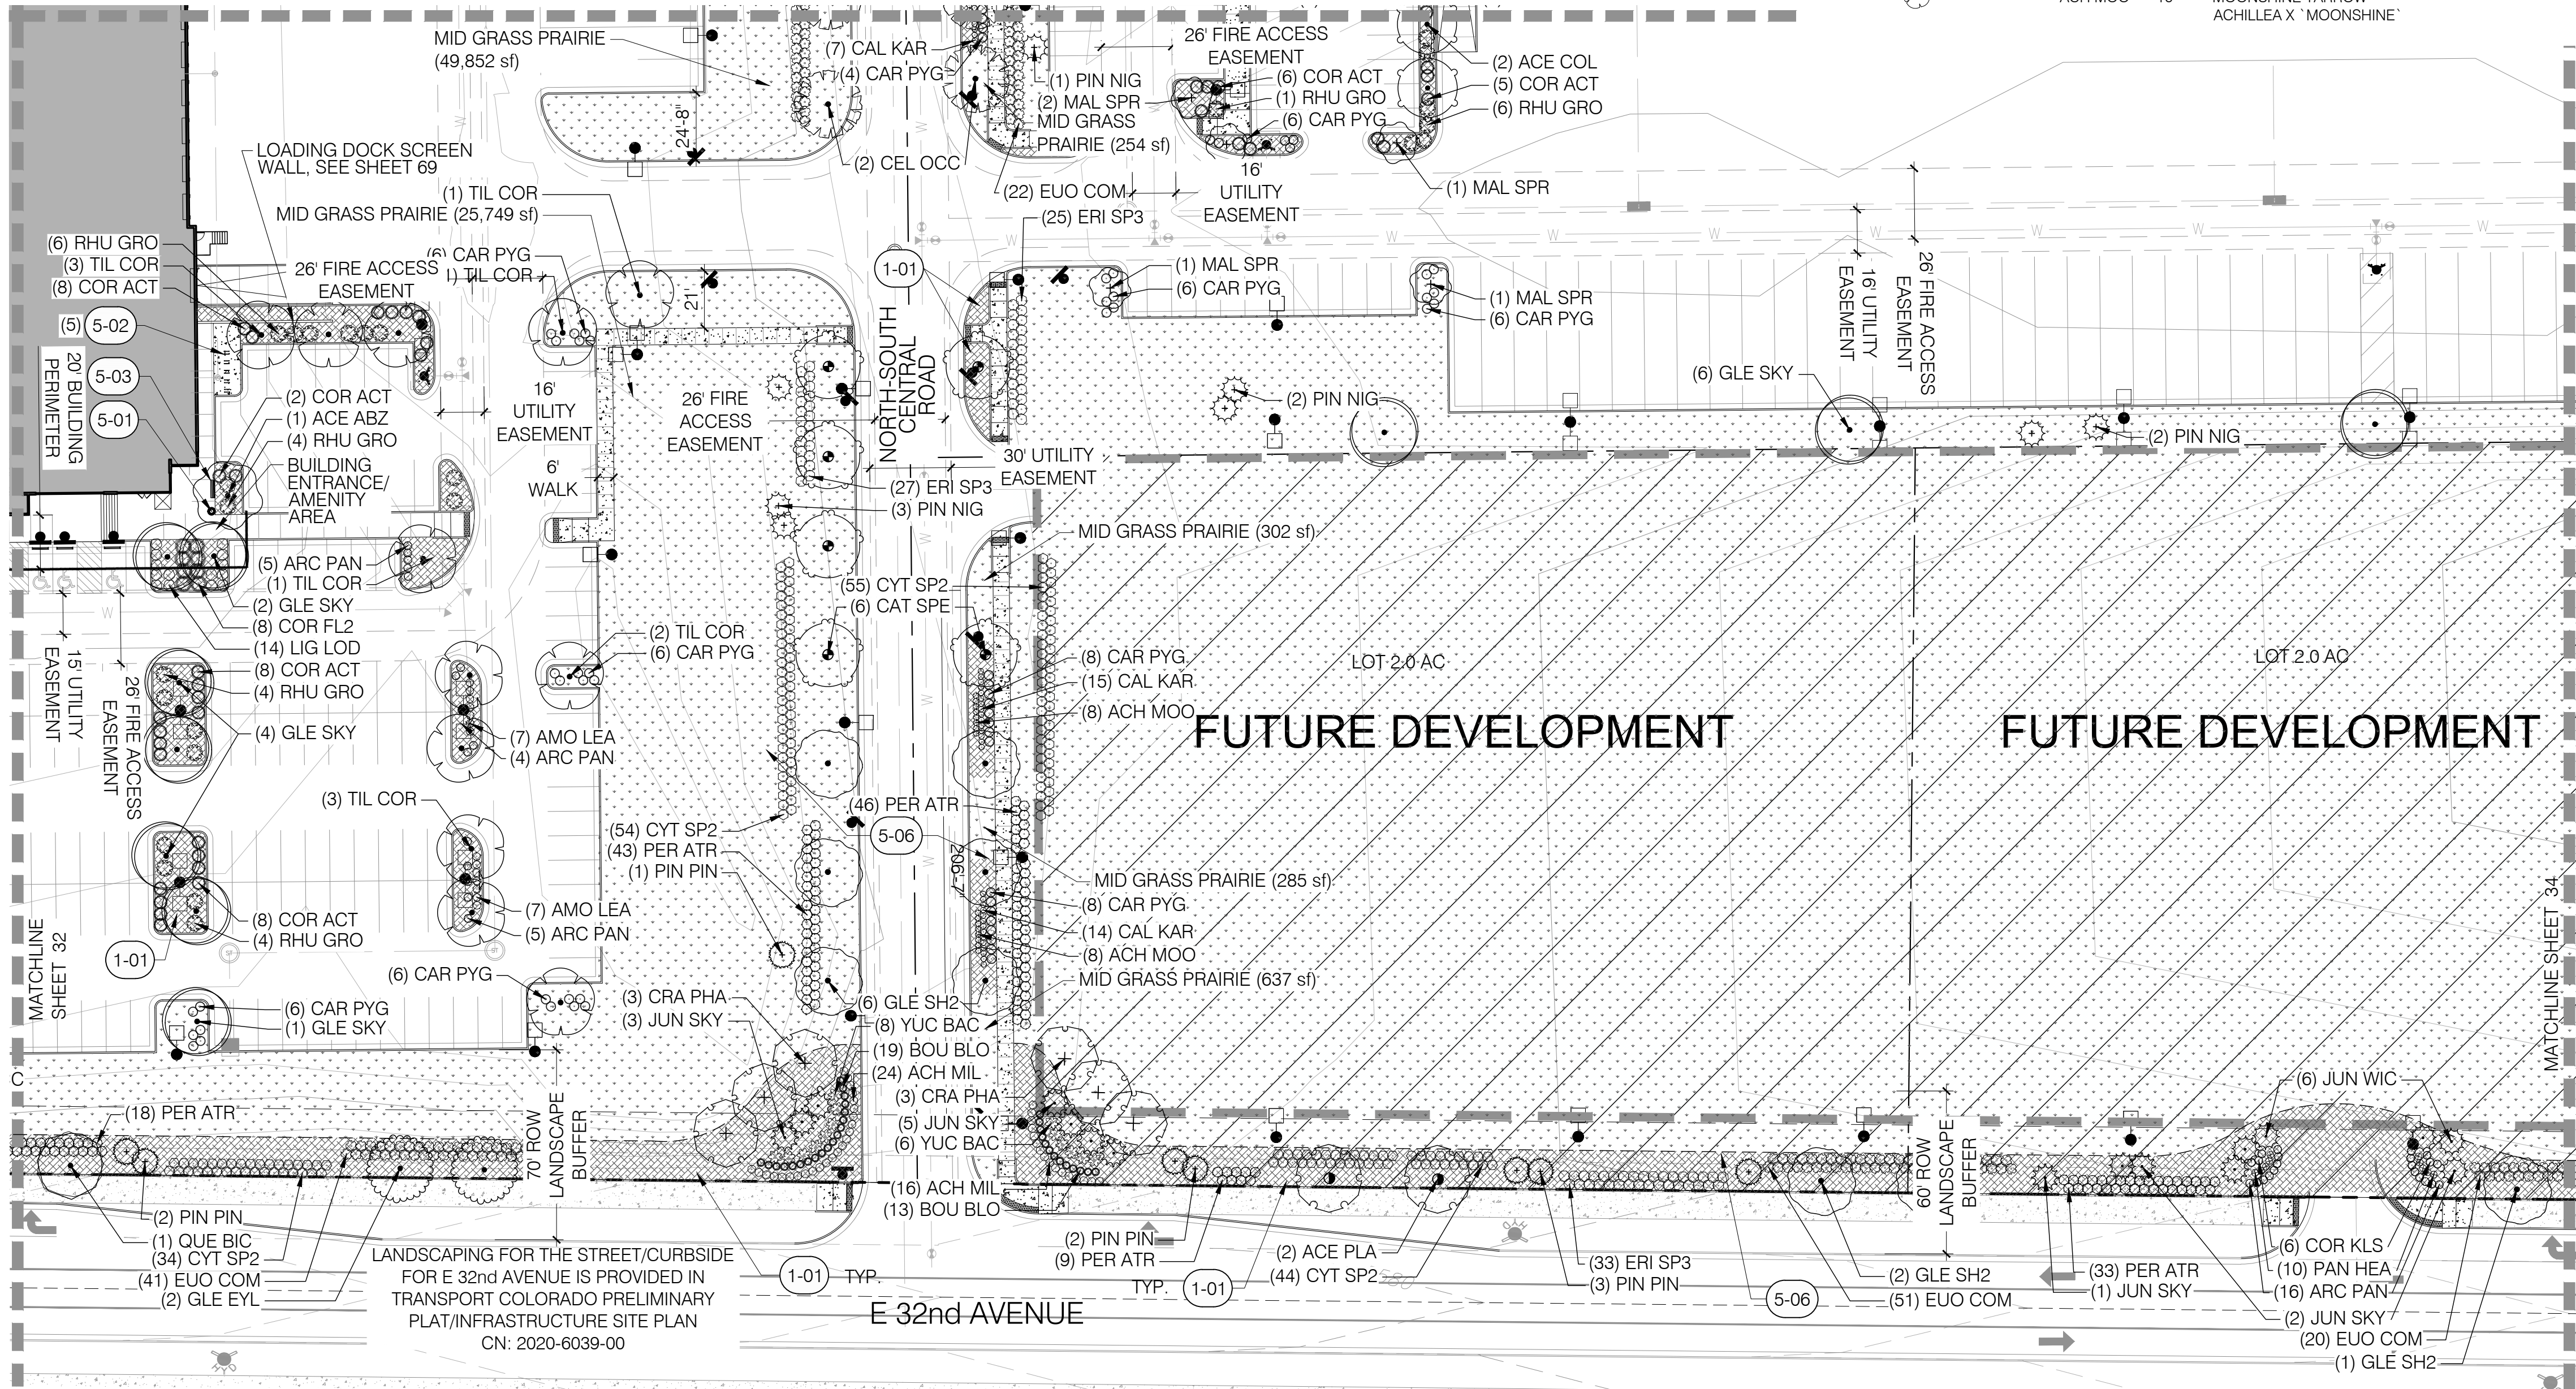 MOONSHINE YARROW
ACHILLEA X `MOONSHINE`
MID GRASS PRAIRIE
(49,852 sf)
24'-8"
(7) CAL KAR
(4) CAR PYG
(2) CEL OCC
(1) PIN NIG
(2) MAL SPR
MID GRASS
PRAIRIE (254 sf)
(22) EUO COM
(25) ERI SP3
26' FIRE ACCESS
EASEMENT
(6) COR ACT
(1) RHU GRO
(6) CAR PYG
16'
UTILITY
EASEMENT
(2) ACE COL
(5) COR ACT
(6) RHU GRO
(1) MAL SPR
LOADING DOCK SCREEN
WALL, SEE SHEET 69
(1) TIL COR
MID GRASS PRAIRIE (25,749 sf)
(6) RHU GRO
(3) TIL COR
(8) COR ACT
26' FIRE ACCESS
EASEMENT
(6) CAR PYG
) TIL COR
21'
1-01
NORTH-SOUTH
CENTRAL
ROAD
(1) MAL SPR
(6) CAR PYG
(1) MAL SPR
(6) CAR PYG
16' UTILITY
EASEMENT
26' FIRE ACCESS
EASEMENT
(5) 5-02
5-03
5-01
20' BUILDING
PERIMETER
(2) COR ACT
(1) ACE ABZ
(4) RHU GRO
BUILDING
ENTRANCE/
AMENITY
AREA
16'
UTILITY
EASEMENT
6'
WALK
26' FIRE
ACCESS
EASEMENT
(2) PIN NIG
(6) GLE SKY
(2) PIN NIG
30' UTILITY
EASEMENT
(27) ERI SP3
(3) PIN NIG
MID GRASS PRAIRIE (302 sf)
(5) ARC PAN
(1) TIL COR
(2) GLE SKY
(8) COR FL2
(14) LIG LOD
(8) COR ACT
(4) RHU GRO
(4) GLE SKY
15' UTILITY
EASEMENT
26' FIRE ACCESS
EASEMENT
(55) CYT SP2
(6) CAT SPE
(2) TIL COR
(6) CAR PYG
(8) CAR PYG
(15) CAL KAR
(8) ACH MOO
LOT 2.0 AC
LOT 2.0 AC
FUTURE DEVELOPMENT
FUTURE DEVELOPMENT
(7) AMO LEA
(4) ARC PAN
(3) TIL COR
(46) PER ATR
5-06
206'-7"
(54) CYT SP2
(43) PER ATR
(1) PIN PIN
MID GRASS PRAIRIE (285 sf)
(8) CAR PYG
(14) CAL KAR
(8) ACH MOO
MID GRASS PRAIRIE (637 sf)
(7) AMO LEA
(5) ARC PAN
(8) COR ACT
(4) RHU GRO
1-01
MATCHLINE
SHEET 32
MATCHLINE SHEET 34
(6) CAR PYG
(6) CAR PYG
(1) GLE SKY
(3) CRA PHA
(3) JUN SKY
(6) GLE SH2
(8) YUC BAC
(19) BOU BLO
(24) ACH MIL
(3) CRA PHA
(5) JUN SKY
(6) YUC BAC
(16) ACH MIL
(13) BOU BLO
C
(18) PER ATR
70' ROW
LANDSCAPE
BUFFER
60' ROW
LANDSCAPE
BUFFER
(6) JUN WIC
(2) PIN PIN
(1) QUE BIC
(34) CYT SP2
(41) EUO COM
(2) GLE EYL
LANDSCAPING FOR THE STREET/CURBSIDE
FOR E 32nd AVENUE IS PROVIDED IN
TRANSPORT COLORADO PRELIMINARY
PLAT/INFRASTRUCTURE SITE PLAN
CN: 2020-6039-00
1-01 TYP.
E 32nd AVENUE
(2) PIN PIN
(9) PER ATR
TYP. 1-01
(2) ACE PLA
(44) CYT SP2
(33) ERI SP3
(3) PIN PIN
5-06
(2) GLE SH2
(51) EUO COM
(33) PER ATR
(1) JUN SKY
(6) COR KLS
(10) PAN HEA
(16) ARC PAN
(2) JUN SKY
(20) EUO COM
(1) GLE SH2